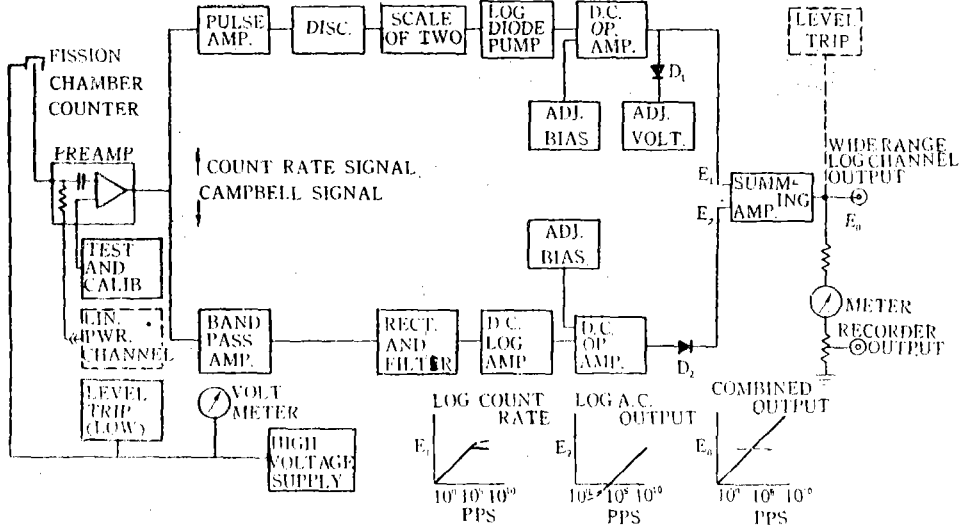 PULSE
AMP.
DISC.
SCALE
OF TWO
LOG
DIODE
PUMP
D.C.
OP.
AMP.
LEVEL
TRIP
FISSION
CHAMBER
COUNTER
D₁
ADJ.
BIAS
ADJ.
VOLT.
PREAMP
WIDE RANGE
LOG CHANNEL
OUTPUT
COUNT RATE SIGNAL
CAMPBELL SIGNAL
E₁
E₂
SUMM-
ING
AMP.
E₀
TEST
AND
CALIB
ADJ.
BIAS
LIN.
PWR.
CHANNEL
BAND
PASS
AMP.
RECT.
AND
FILTER
D.C.
LOG
AMP
D.C.
OP
AMP.
D₂
METER
RECORDER
OUTPUT
LEVEL
TRIP
(LOW)
VOLT
METER
HIGH
VOLTAGE
SUPPLY
LOG COUNT
RATE
E₁
PPS
LOG A.C.
OUTPUT
E₂
PPS
COMBINED
OUTPUT
E₀
PPS